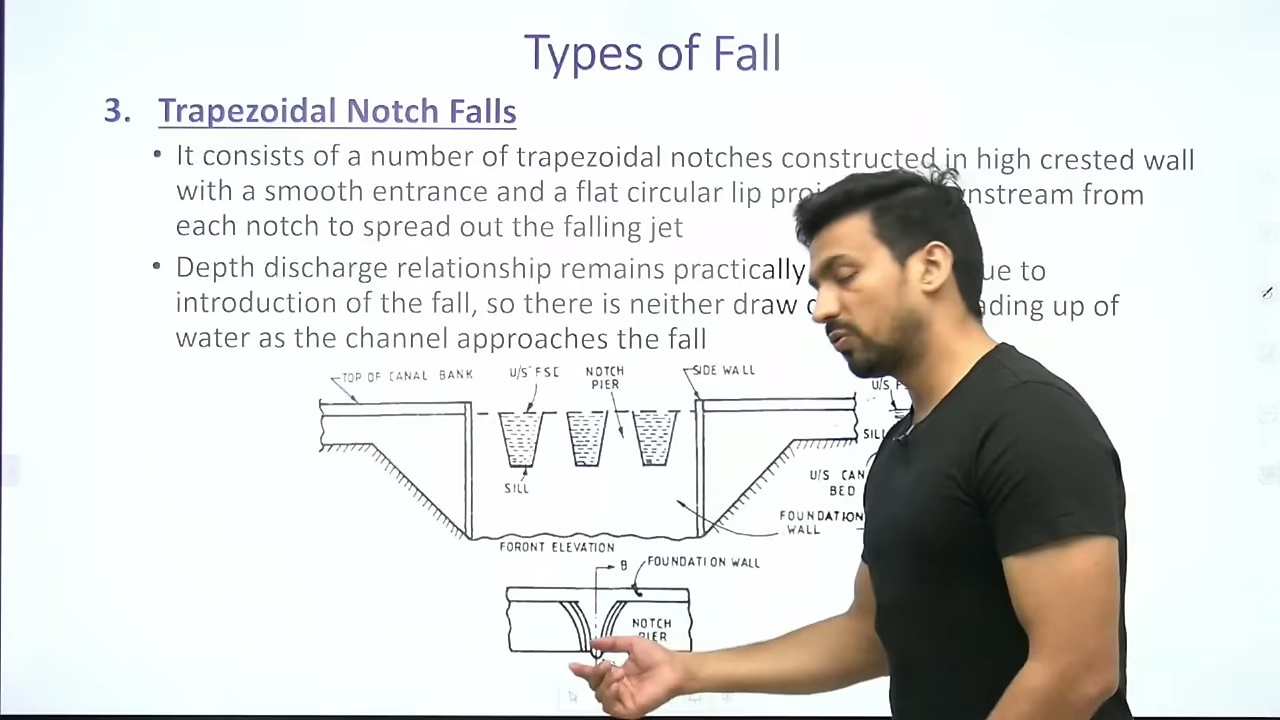 Types of Fall
3. Trapezoidal Notch Falls
• It consists of a number of trapezoidal notches constructed in high crested wall
with a smooth entrance and a flat circular lip nstream from
each notch to spread out the falling jet
• Depth discharge relationship remains practically ue to
introduction of the fall, so there is neither draw ading up of
water as the channel approaches the fall
TOP OF CANAL BANK U/S FSL NOTCH PIER SIDE WALL U/S
SILL
SILL
U/S CAN
BED
FOUNDATION
WALL
FORONT ELEVATION
B FOUNDATION WALL
NOTCH
PIER